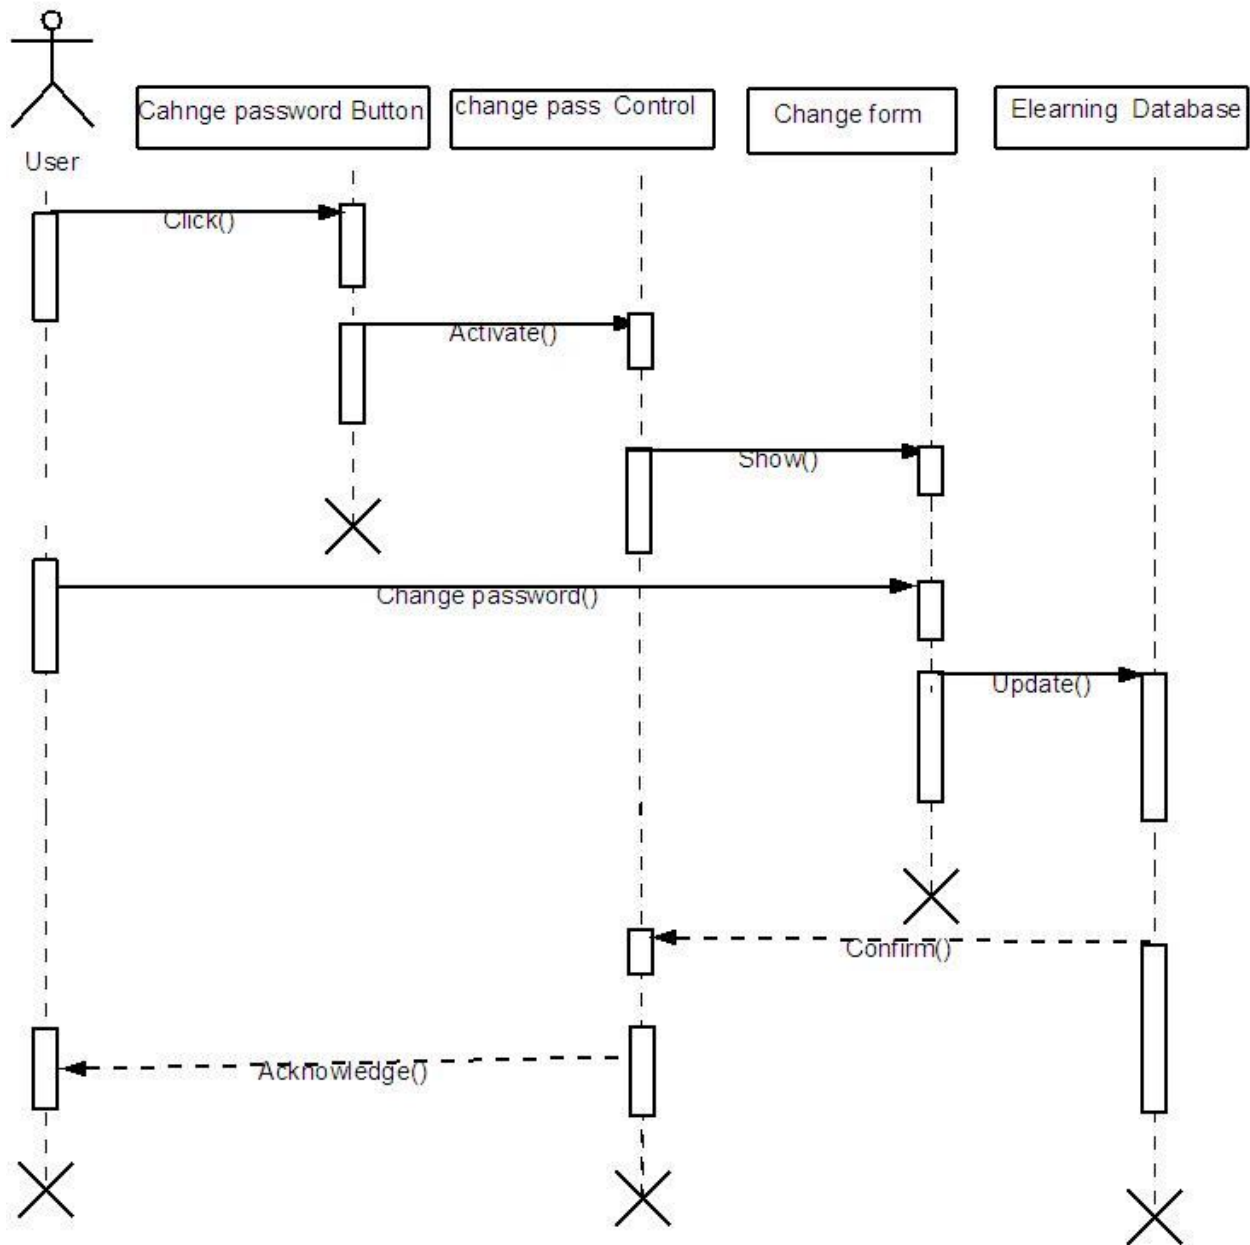 Cahnge password Button
change pass Control
Change form
Elearning Database
User
Click()
Activate()
Show()
Change password()
Update()
Confirm()
Acknowledge()